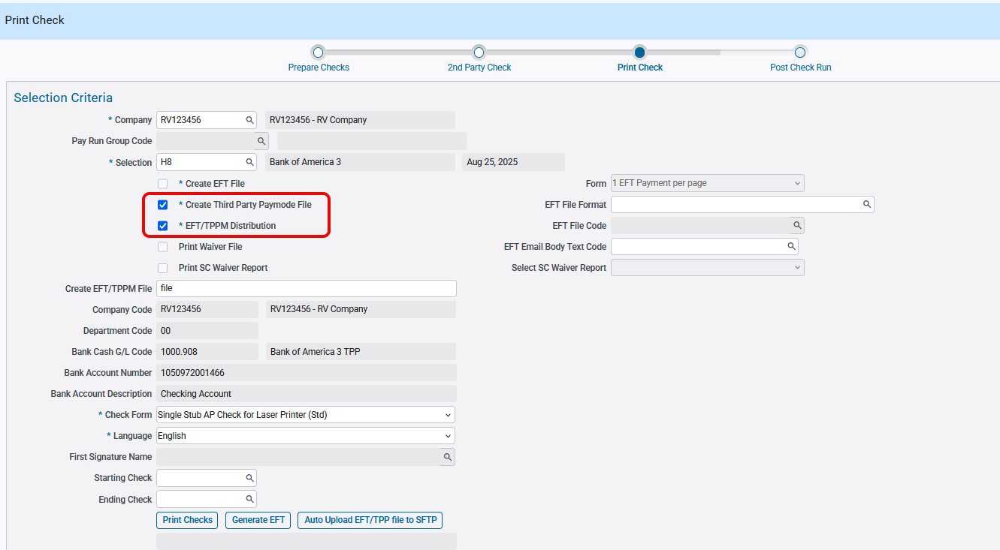 Print Check
Prepare Checks 2nd Party Check Print Check Post Check Run
Selection Criteria
* Company RV123456 RV123456 - RV Company
Pay Run Group Code
* Selection H8 Bank of America 3 Aug 25, 2025
* Create EFT File Form 1 EFT Payment per page
* Create Third Party Paymode File EFT File Format
* EFT/TPPM Distribution EFT File Code
Print Waiver File EFT Email Body Text Code
Print SC Waiver Report Select SC Waiver Report
Create EFT/TPPM File file
Company Code RV123456 RV123456 - RV Company
Department Code 00
Bank Cash G/L Code 1000.908 Bank of America 3 TPP
Bank Account Number 1050972001466
Bank Account Description Checking Account
* Check Form Single Stub AP Check for Laser Printer (Std)
* Language English
First Signature Name
Starting Check
Ending Check
Print Checks Generate EFT Auto Upload EFT/TPP file to SFTP